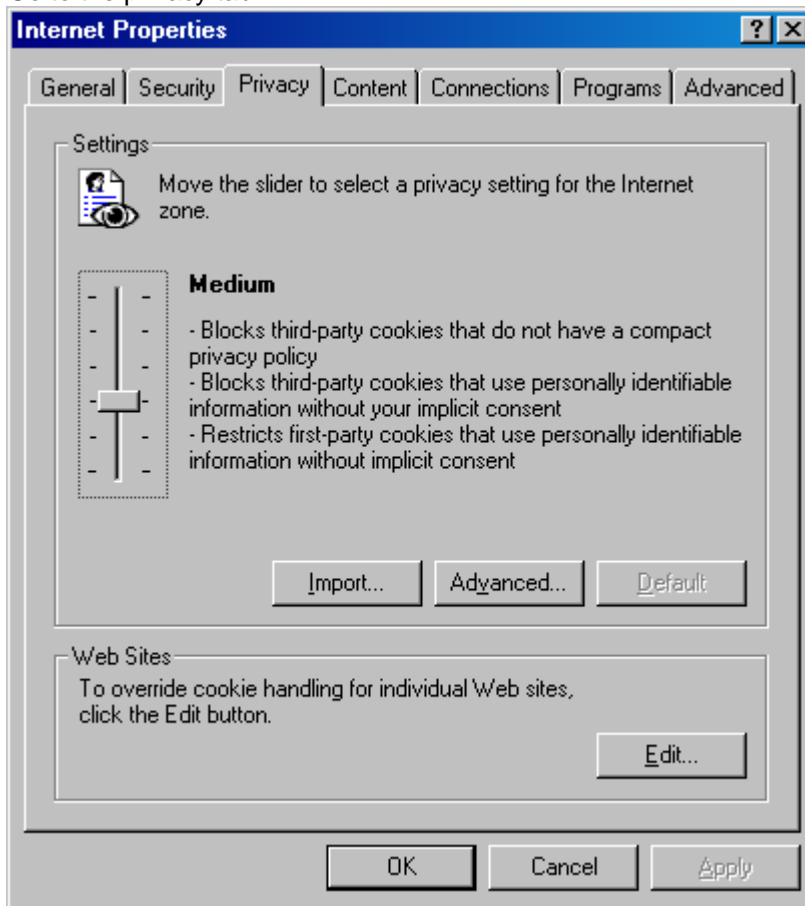 Internet Properties
General Security Privacy Content Connections Programs Advanced
Settings
Move the slider to select a privacy setting for the Internet
zone.
Medium
- Blocks third-party cookies that do not have a compact
privacy policy
- Blocks third-party cookies that use personally identifiable
information without your implicit consent
- Restricts first-party cookies that use personally identifiable
information without implicit consent
Import... Advanced... Default
Web Sites
To override cookie handling for individual Web sites,
click the Edit button.
Edit...
OK Cancel Apply